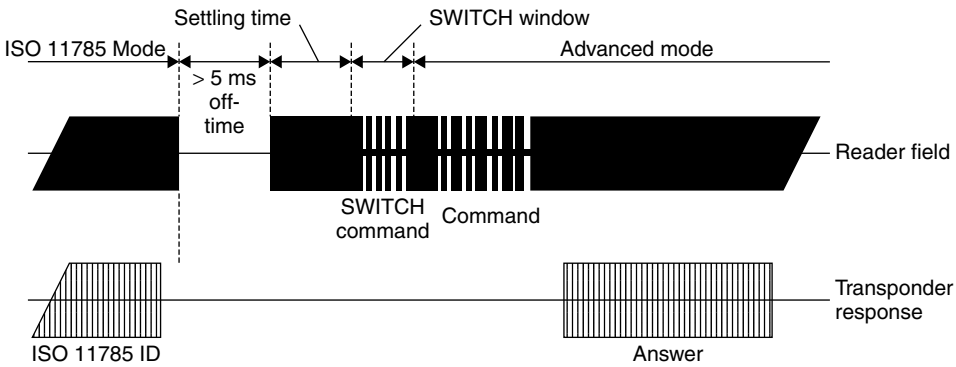 Settling time
SWITCH window
ISO 11785 Mode
Advanced mode
> 5 ms
off-
time
Reader field
SWITCH
command
Command
Transponder
response
ISO 11785 ID
Answer